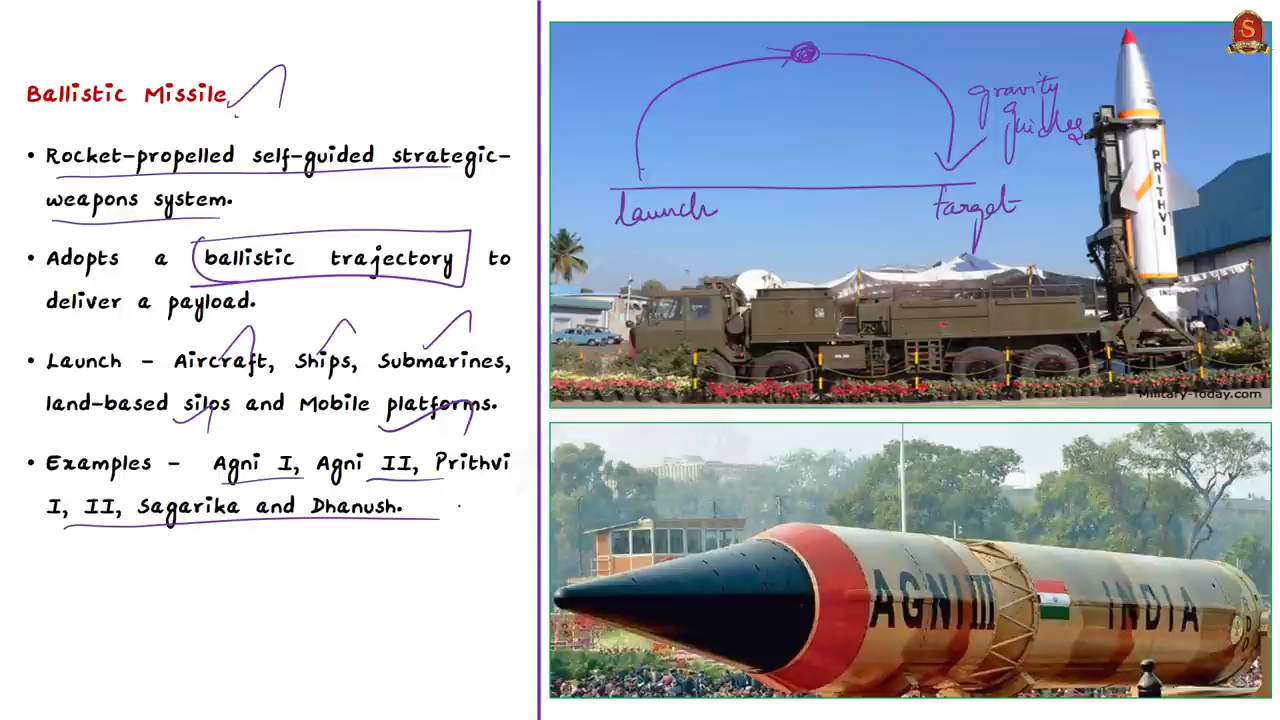 Ballistic Missile
• Rocket-propelled self-guided strategic-
weapons system.
• Adopts a ballistic trajectory to
deliver a payload.
• Launch - Aircraft, Ships, Submarines,
land-based silos and Mobile platforms.
• Examples - Agni I, Agni II, Prithvi
I, II, Sagarika and Dhanush.
gravity
guides
Launch
target
PRITHVI
INDIA
Military-Today.com
S
AGNI III
INDIA